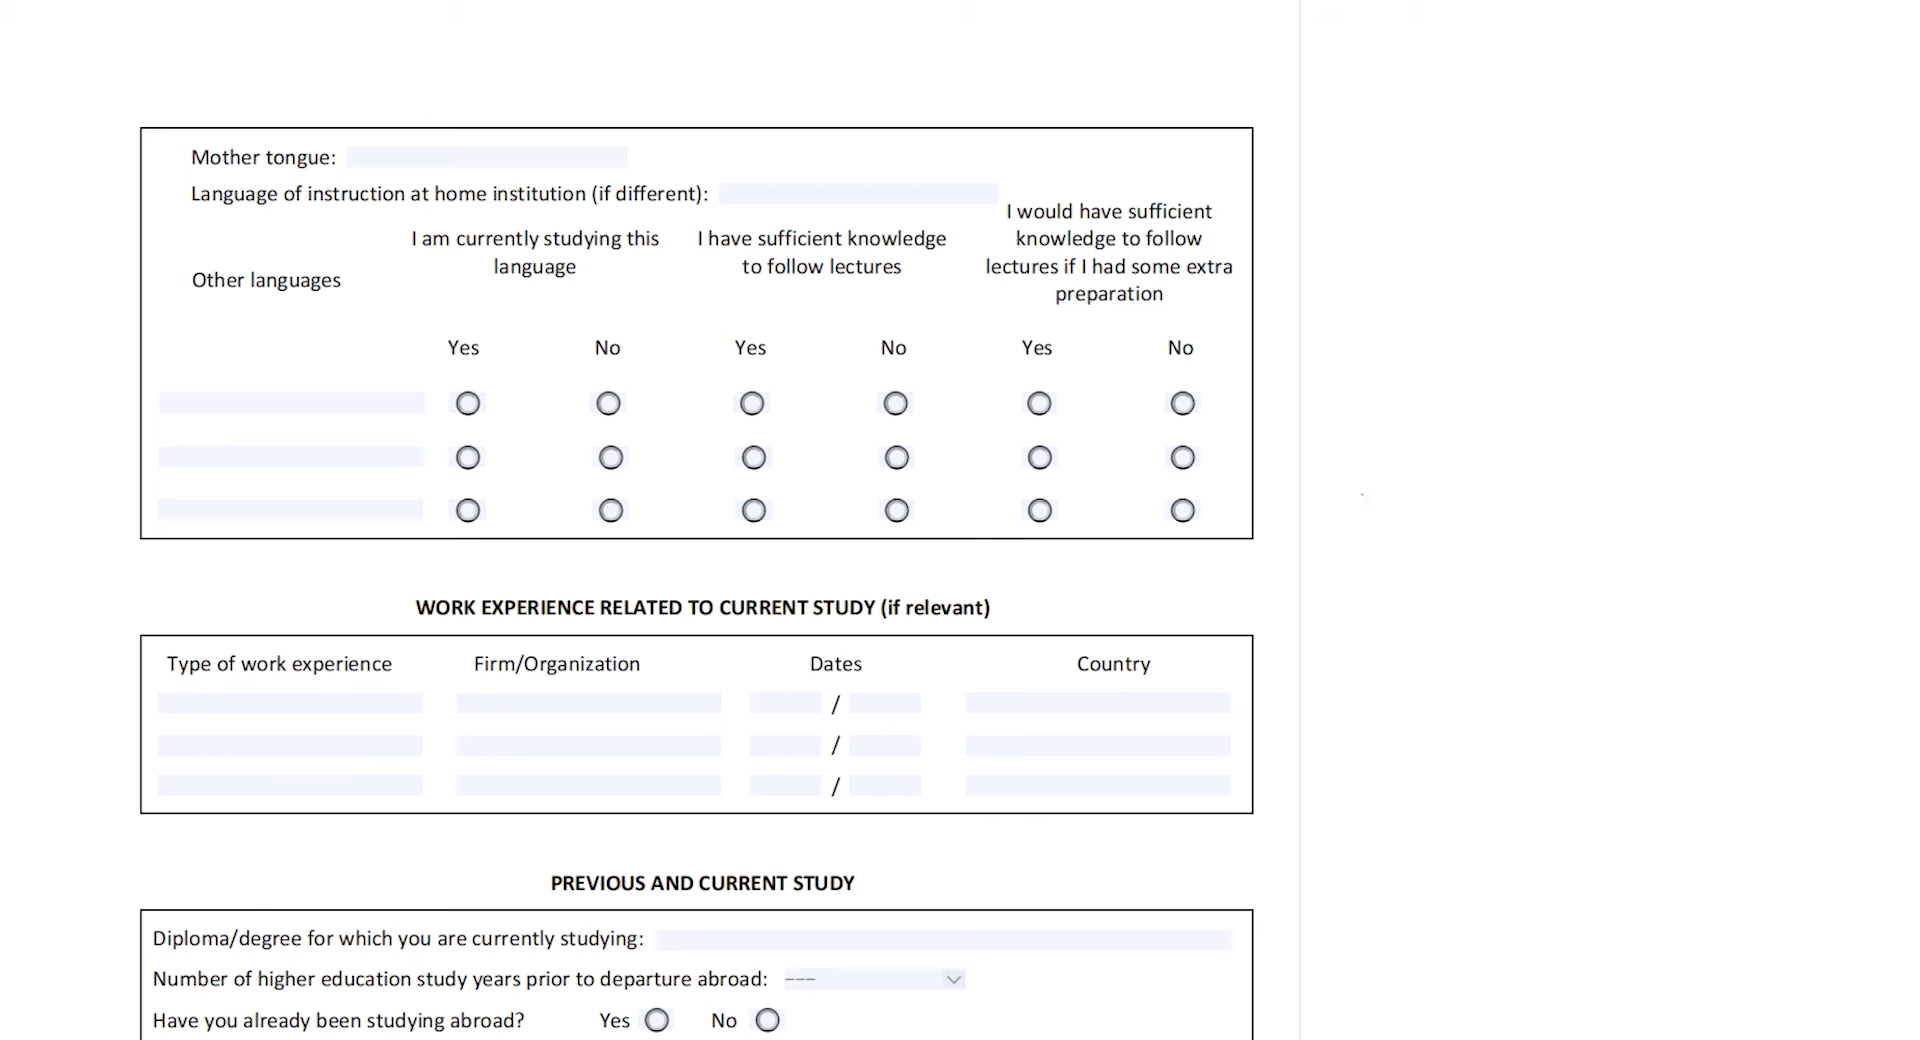 Mother tongue:
Language of instruction at home institution (if different):
Other languages
I am currently studying this
language
I have sufficient knowledge
to follow lectures
I would have sufficient
knowledge to follow
lectures if I had some extra
preparation
Yes No Yes No Yes No
WORK EXPERIENCE RELATED TO CURRENT STUDY (if relevant)
Type of work experience Firm/Organization Dates Country
/
/
/
PREVIOUS AND CURRENT STUDY
Diploma/degree for which you are currently studying:
Number of higher education study years prior to departure abroad: ---
Have you already been studying abroad? Yes No